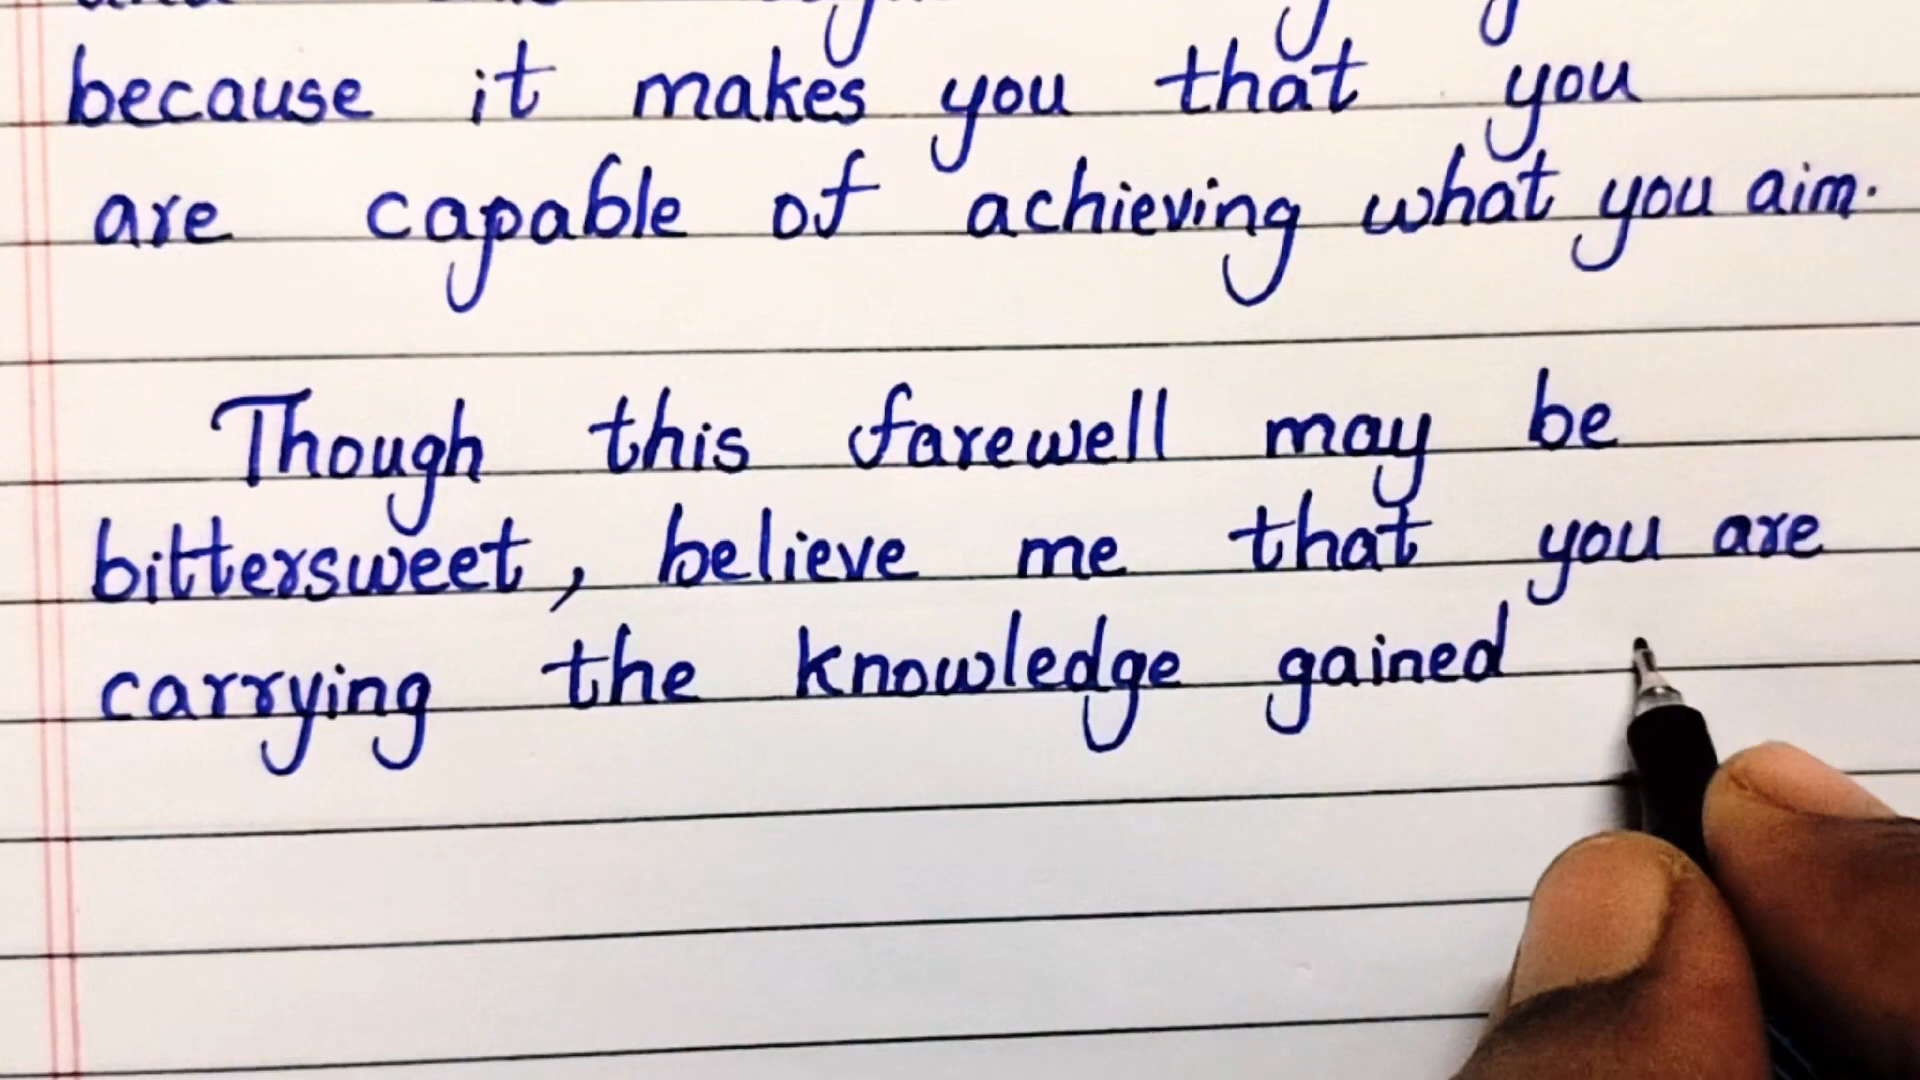 because it makes you that you
are capable of achieving what you aim.
Though this farewell may be
bittersweet, believe me that you are
carrying the knowledge gained